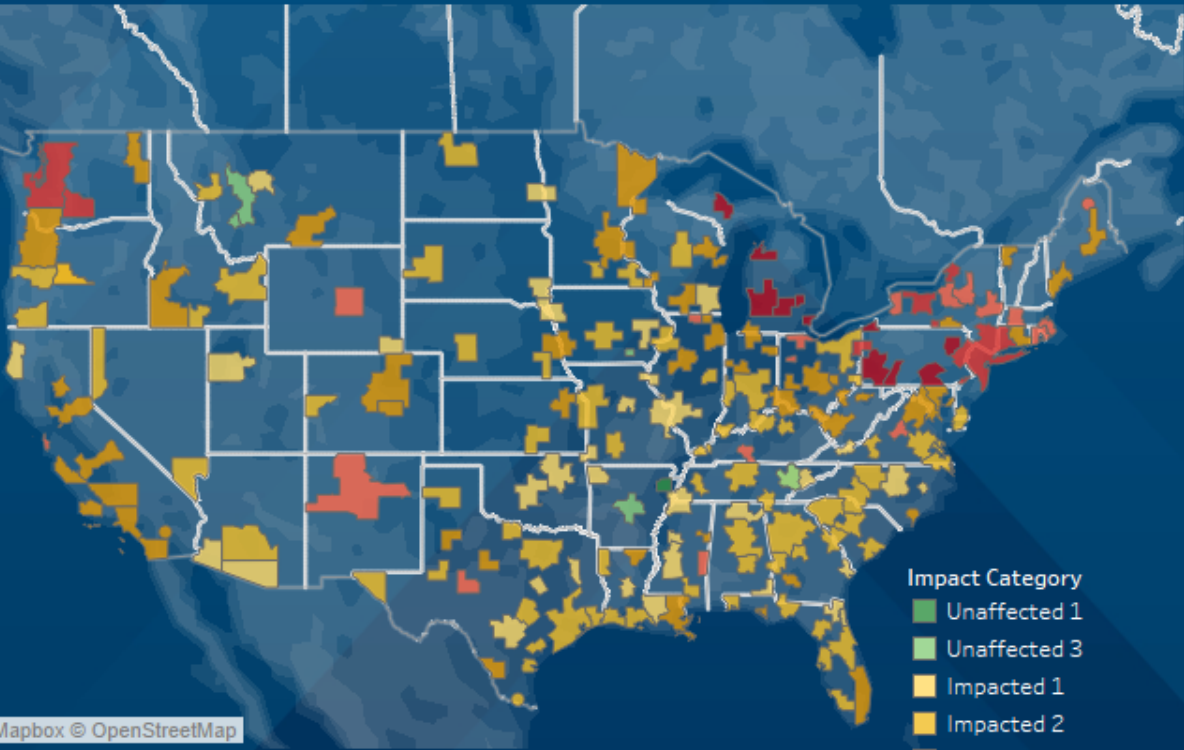 Impact Category
Unaffected 1
Unaffected 3
Impacted 1
Impacted 2
Mapbox © OpenStreetMap